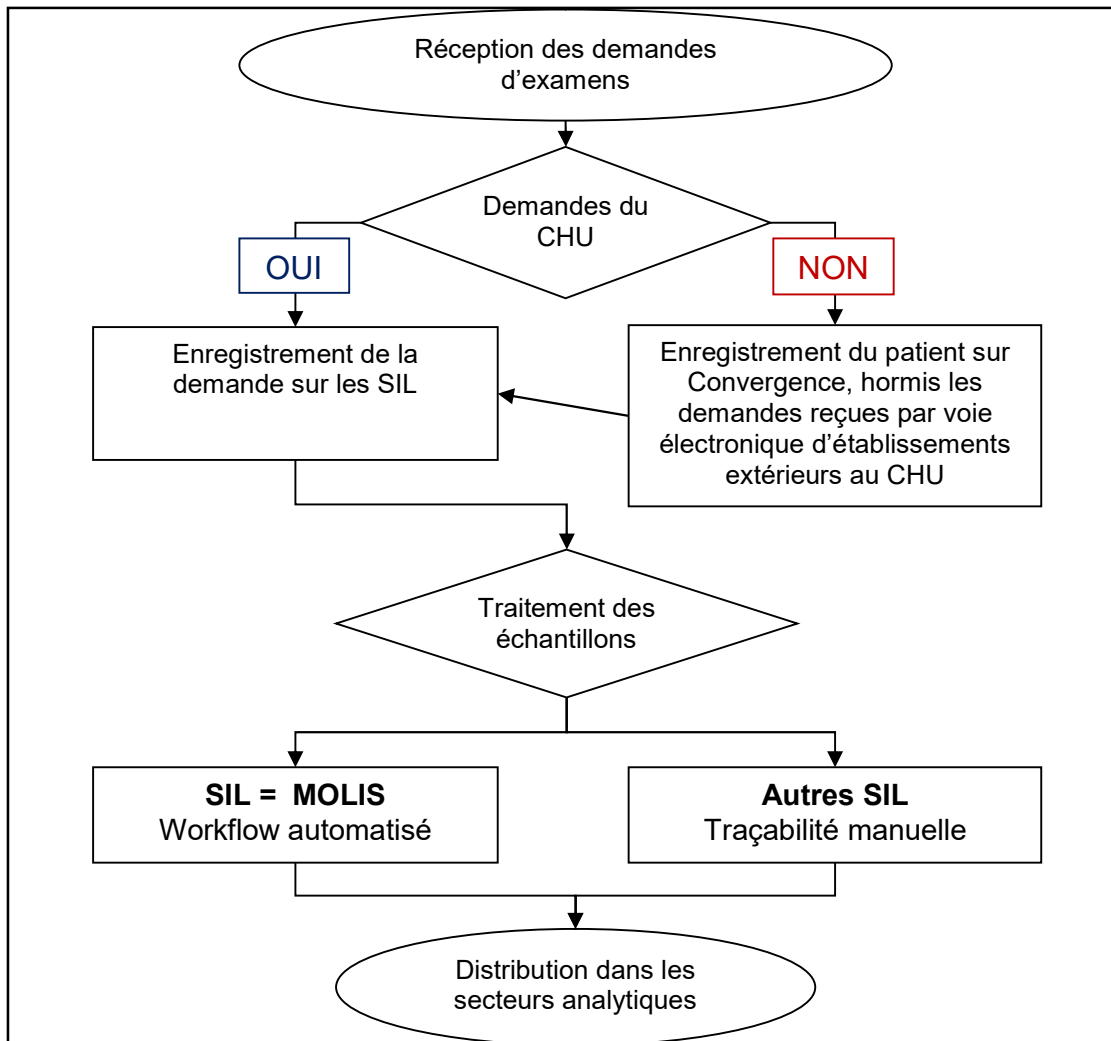 Réception des demandes
d'examens
Demandes du
CHU
OUI
NON
Enregistrement de la
demande sur les SIL
Enregistrement du patient sur
Convergence, hormis les
demandes reçues par voie
électronique d'établissements
extérieurs au CHU
Traitement des
échantillons
SIL = MOLIS
Workflow automatisé
Autres SIL
Traçabilité manuelle
Distribution dans les
secteurs analytiques